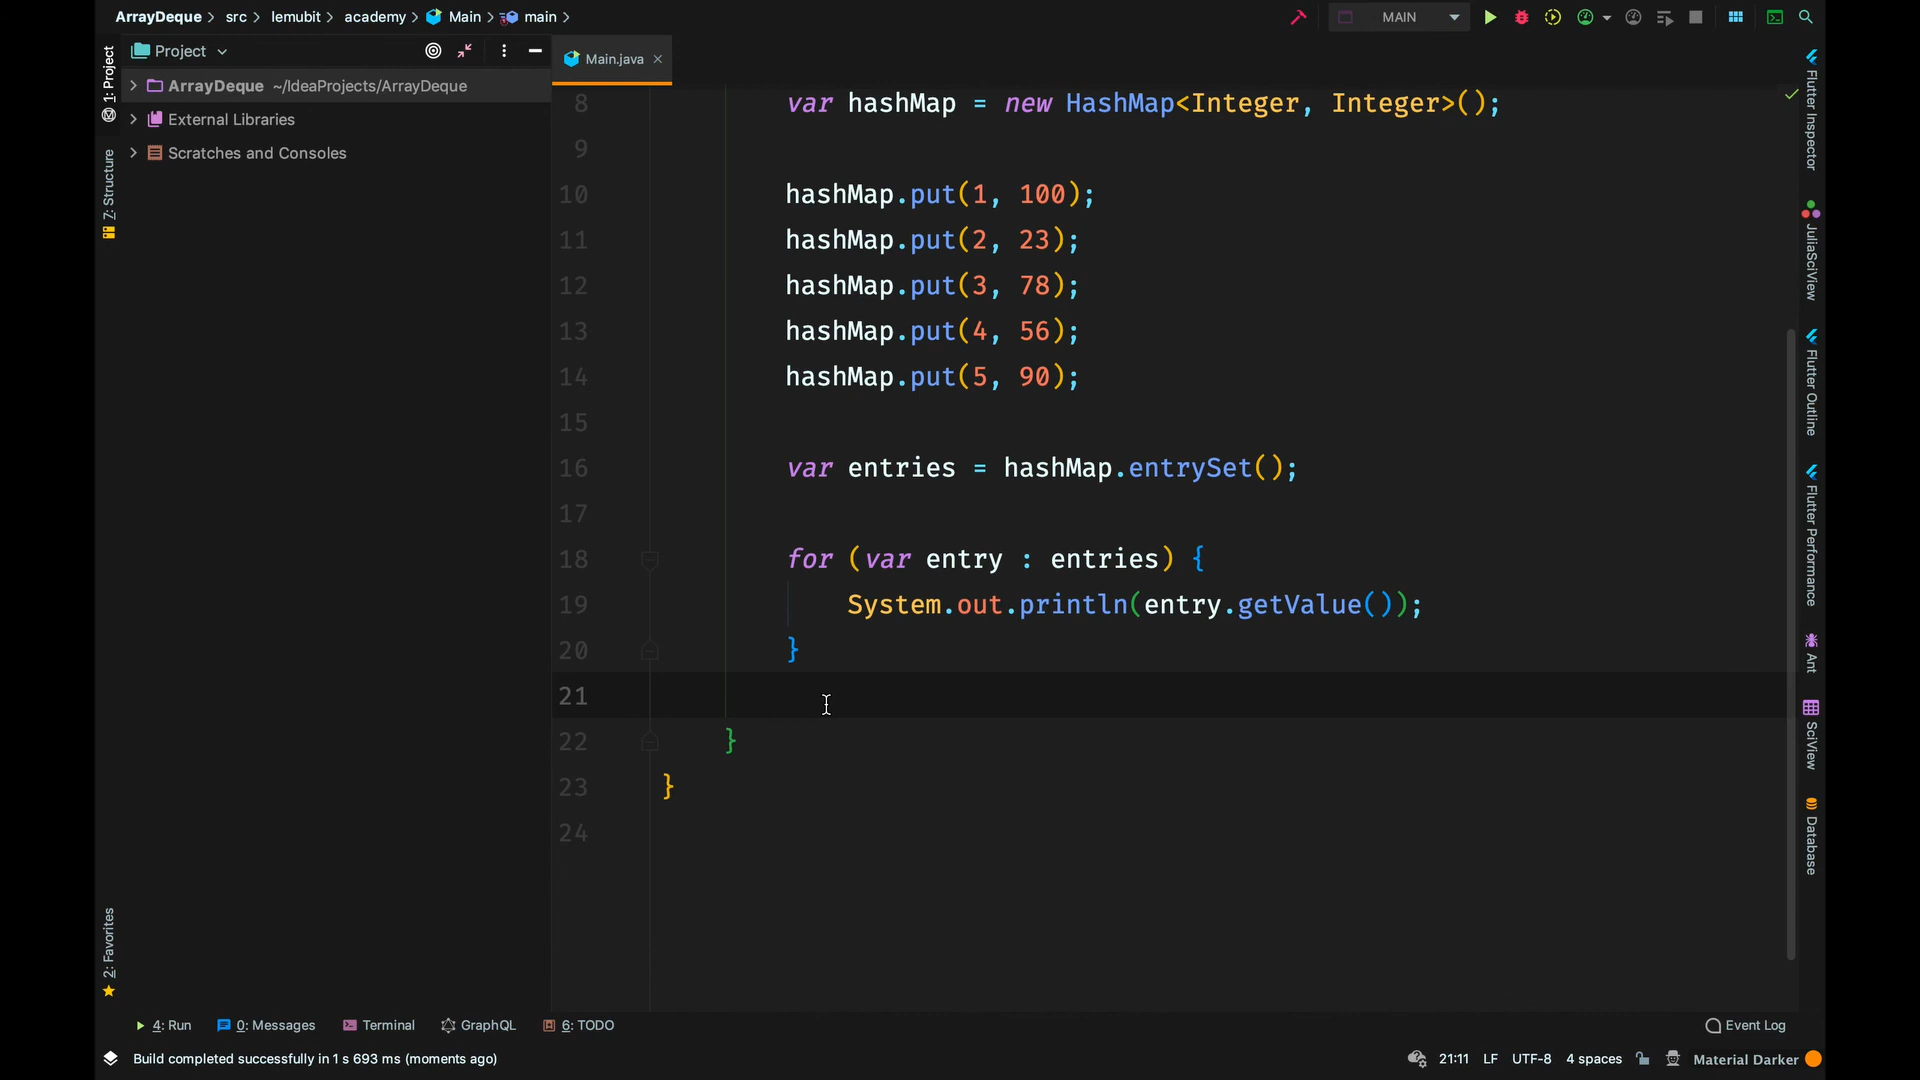 ArrayDeque > src > lemubit > academy > Main > main >
MAIN
1: Project
7: Structure
2: Favorites
Project
ArrayDeque ~/IdeaProjects/ArrayDeque
External Libraries
Scratches and Consoles
Main.java
8 var hashMap = new HashMap<Integer, Integer>();
9
10 hashMap.put(1, 100);
11 hashMap.put(2, 23);
12 hashMap.put(3, 78);
13 hashMap.put(4, 56);
14 hashMap.put(5, 90);
15
16 var entries = hashMap.entrySet();
17
18 for (var entry : entries) {
19 System.out.println(entry.getValue());
20 }
21
22 }
23 }
24
Flutter Inspector
JuliaSciView
Flutter Outline
Flutter Performance
Ant
SciView
Database
4: Run 0: Messages Terminal GraphQL 6: TODO Event Log
Build completed successfully in 1 s 693 ms (moments ago) 21:11 LF UTF-8 4 spaces Material Darker